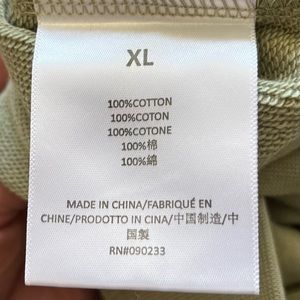 XL
100%COTTON
100%COTON
100%COTONE
100%棉
100%綿
MADE IN CHINA/FABRIQUÉ EN
CHINE/PRODOTTO IN CINA/中国制造/中
国製
RN#090233